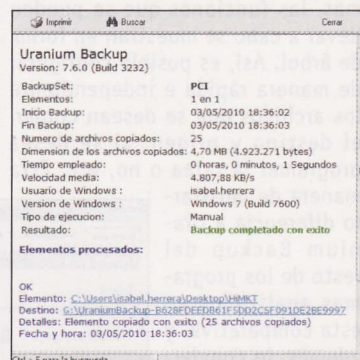 Imprimir Buscar Cerrar
Uranium Backup
Version: 7.6.0 (Build 3232)
BackupSet: PCI
Elementos: 1 en 1
Inicio Backup: 03/05/2010 18:36:02
Fin Backup: 03/05/2010 18:36:03
Numero de archivos copiados: 25
Dimension de los archivos copiados: 4,70 MB (4.923.271 Bytes)
Tiempo empleado: 0 horas, 0 minutos, 1 Segundos
Velocidad media: 4.807,88 KB/s
Usuario de Windows : isabel.herrera
Version de Windows : Windows 7 (Build 7600)
Tipo de ejecucion: Manual
Resultado: Backup completado con exito
Elementos procesados:
OK
Elemento: C:\Users\isabel.herrera\Desktop\HiMKT
Destino: G:\UraniumBackup-B628FDEEDB61F5DD2CSF091DE2BE9997
Detalles: Elemento copiado con exito (25 archivos copiados)
Fecha y hora: 03/05/2010 18:36:03